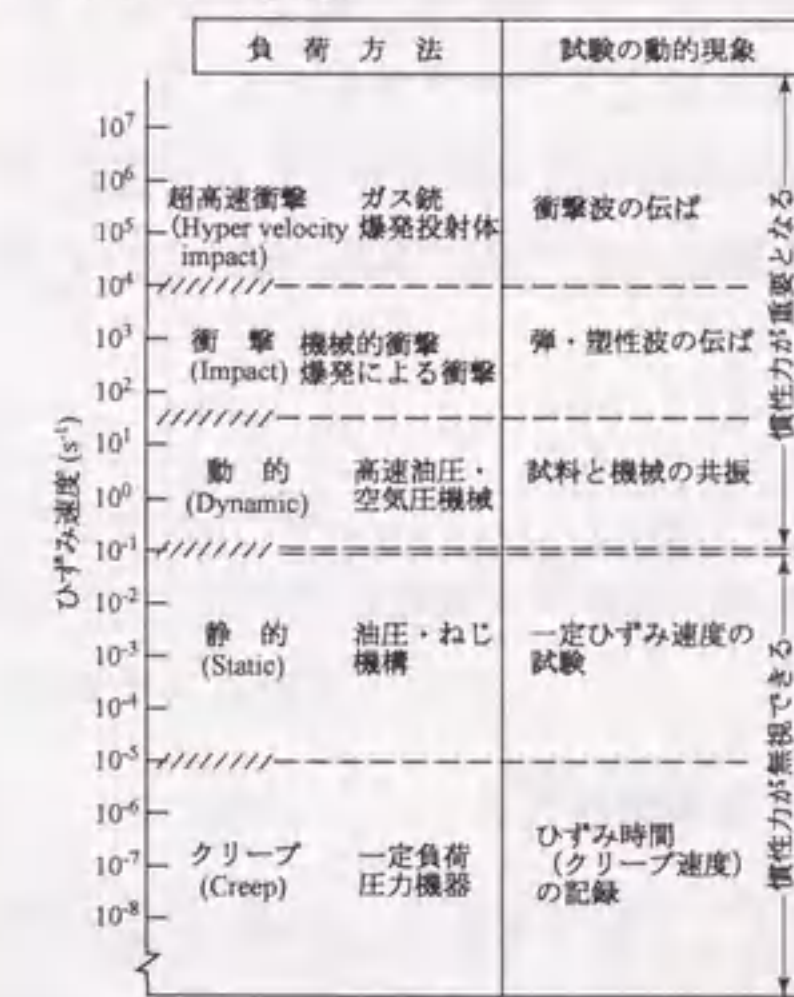 負荷方法 試験の動的現象
10⁷
10⁶
超高速衝撃 ガス銃 衝撃波の伝ば
10⁵
(Hyper velocity 爆発投射体
impact)
10⁴
10³
衝撃 機械的衝撃 弾・塑性波の伝ば
(Impact) 爆発による衝撃
10²
10¹
動的 高速油圧・ 試料と機械の共振
10⁰
(Dynamic) 空気圧機械
10⁻¹
10⁻²
静的 油圧・ねじ 一定ひずみ速度の
10⁻³
(Static) 機構 試験
10⁻⁴
10⁻⁵
10⁻⁶
ひずみ時間
クリープ 一定負荷 (クリープ速度)
10⁻⁷
(Creep) 圧力機器 の記録
10⁻⁸
ひずみ速度 (s⁻¹)
慣性力が重要となる
慣性力が無視できる